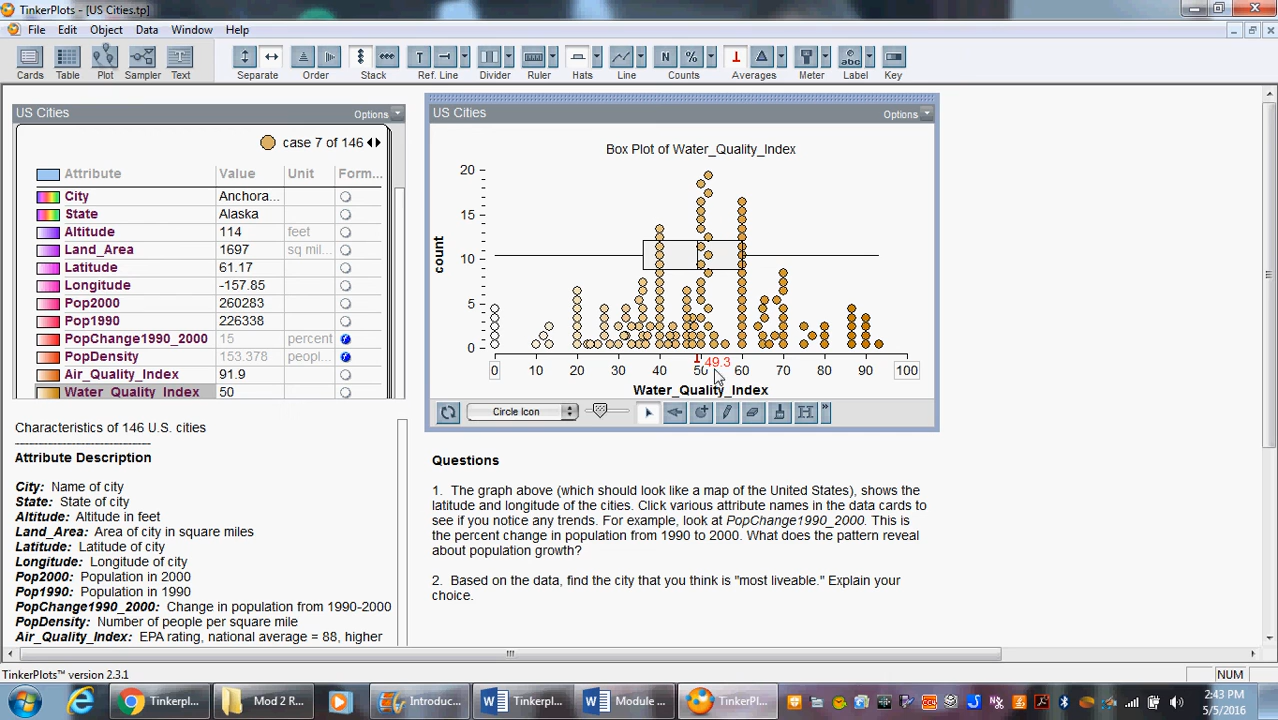 TinkerPlots - [US Cities.tp]
File Edit Object Data Window Help
Cards Table Plot Sampler Text Separate Order Stack Ref. Line Divider Ruler Hats Line Counts Averages Meter Label Key
US Cities
Options
case 7 of 146
Attribute Value Unit Form...
City Anchora...
State Alaska
Altitude 114 feet
Land_Area 1697 sq mil...
Latitude 61.17
Longitude -157.85
Pop2000 260283
Pop1990 226338
PopChange1990_2000 15 percent
PopDensity 153.378 peopl...
Air_Quality_Index 91.9
Water_Quality_Index 50
Characteristics of 146 U.S. cities
Attribute Description
City: Name of city
State: State of city
Altitude: Altitude in feet
Land_Area: Area of city in square miles
Latitude: Latitude of city
Longitude: Longitude of city
Pop2000: Population in 2000
Pop1990: Population in 1990
PopChange1990_2000: Change in population from 1990-2000
PopDensity: Number of people per square mile
Air_Quality_Index: EPA rating, national average = 88, higher
US Cities
Options
Box Plot of Water_Quality_Index
20
15
10
5
0
count
49.3
0 10 20 30 40 50 60 70 80 90 100
Water_Quality_Index
Circle Icon
Questions
1. The graph above (which should look like a map of the United States), shows the
latitude and longitude of the cities. Click various attribute names in the data cards to
see if you notice any trends. For example, look at PopChange1990_2000. This is
the percent change in population from 1990 to 2000. What does the pattern reveal
about population growth?
2. Based on the data, find the city that you think is "most liveable." Explain your
choice.
TinkerPlots™ version 2.3.1
NUM
Tinkerpl...
Mod 2 R...
Introduc...
Tinkerpl...
Module ...
TinkerPl...
2:43 PM
5/5/2016